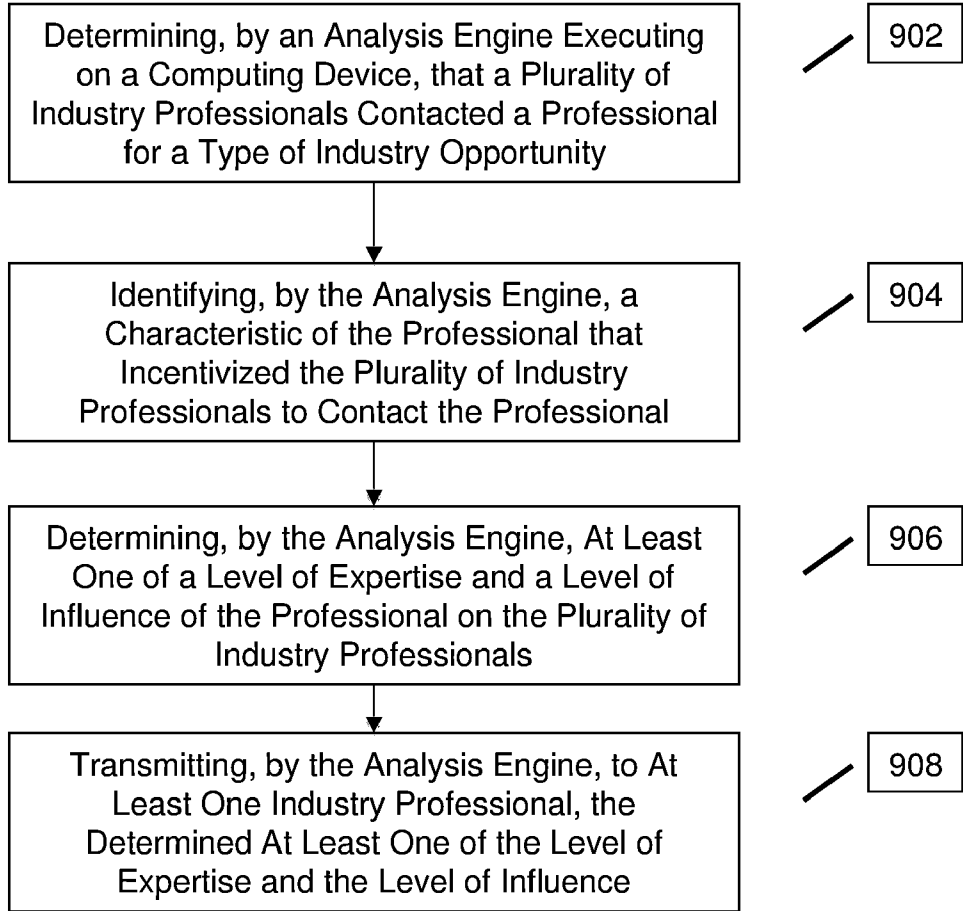 Determining, by an Analysis Engine Executing
on a Computing Device, that a Plurality of
Industry Professionals Contacted a Professional
for a Type of Industry Opportunity
902
Identifying, by the Analysis Engine, a
Characteristic of the Professional that
Incentivized the Plurality of Industry
Professionals to Contact the Professional
904
Determining, by the Analysis Engine, At Least
One of a Level of Expertise and a Level of
Influence of the Professional on the Plurality of
Industry Professionals
906
Transmitting, by the Analysis Engine, to At
Least One Industry Professional, the
Determined At Least One of the Level of
Expertise and the Level of Influence
908